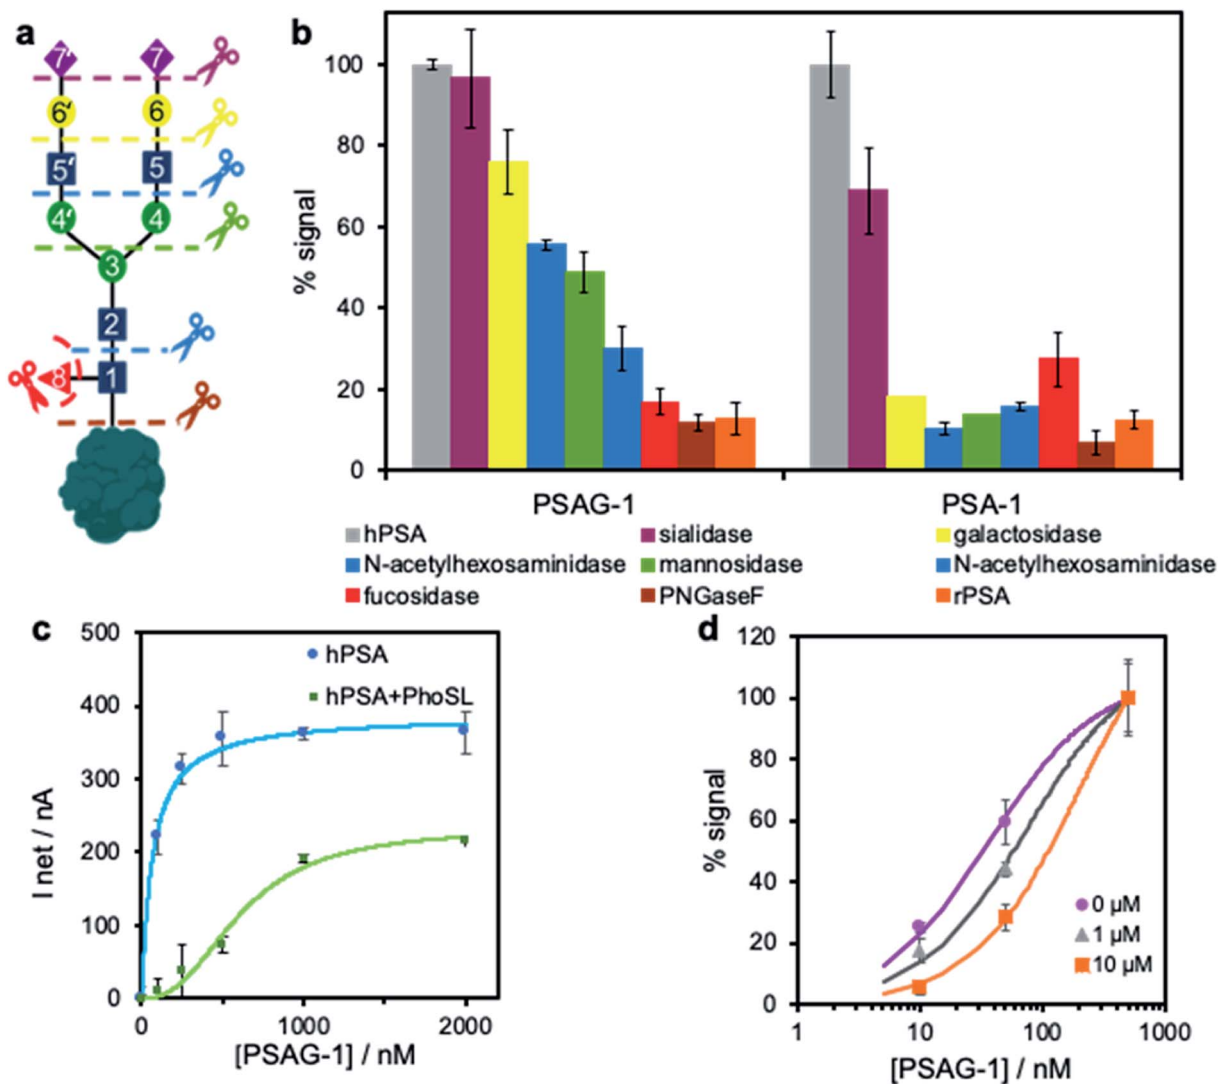 a
7' 7
6' 6
5' 5
4' 4
3
2
8 1
b
100
80
60
40
20
0
% signal
PSAG-1 PSA-1
hPSA sialidase galactosidase
N-acetylhexosaminidase mannosidase N-acetylhexosaminidase
fucosidase PNGaseF rPSA
c
500
400
300
200
100
0
I net / nA
hPSA
hPSA+PhoSL
0 1000 2000
[PSAG-1] / nM
d
120
100
80
60
40
20
0
% signal
0 µM
1 µM
10 µM
1 10 100 1000
[PSAG-1] / nM